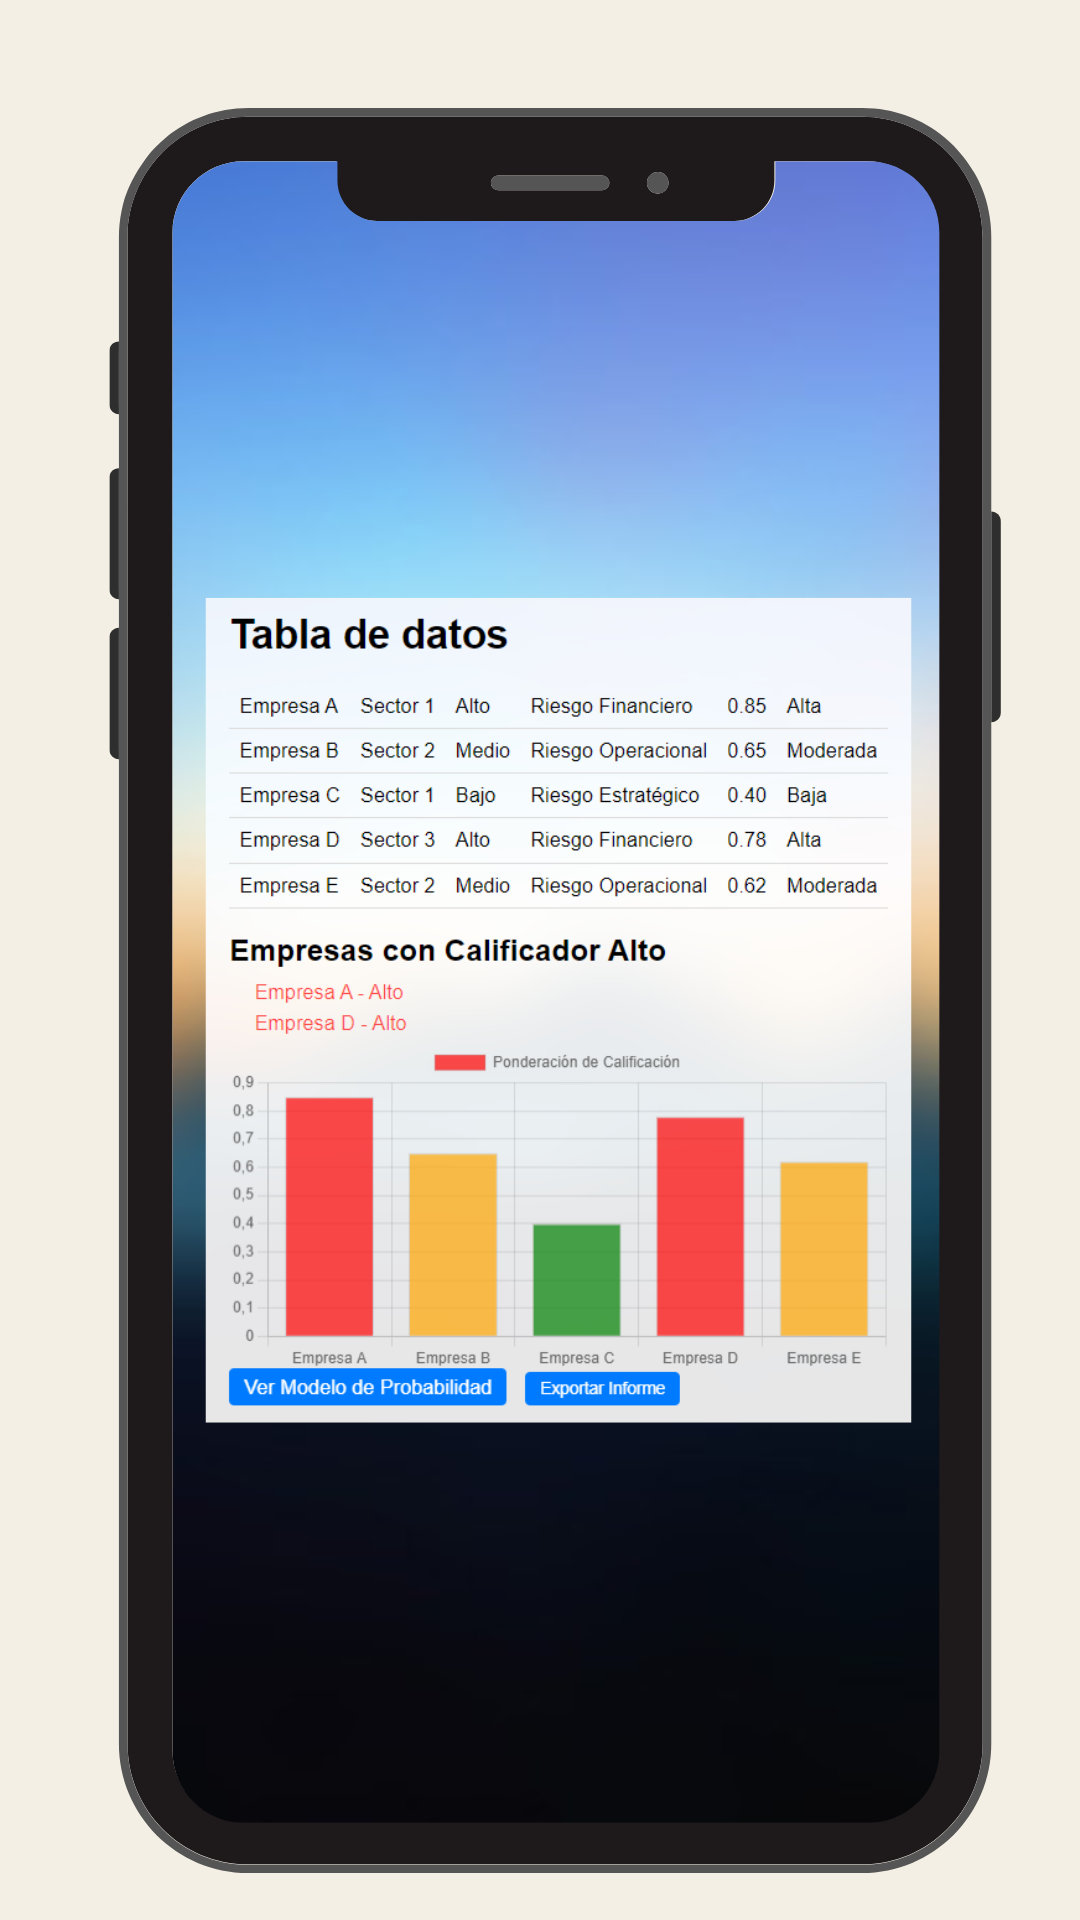 Tabla de datos
Empresa A Sector 1 Alto Riesgo Financiero 0.85 Alta
Empresa B Sector 2 Medio Riesgo Operacional 0.65 Moderada
Empresa C Sector 1 Bajo Riesgo Estratégico 0.40 Baja
Empresa D Sector 3 Alto Riesgo Financiero 0.78 Alta
Empresa E Sector 2 Medio Riesgo Operacional 0.62 Moderada
Empresas con Calificador Alto
Empresa A - Alto
Empresa D - Alto
Ponderación de Calificación
0,9
0,8
0,7
0,6
0,5
0,4
0,3
0,2
0,1
0
Empresa A Empresa B Empresa C Empresa D Empresa E
Ver Modelo de Probabilidad Exportar Informe